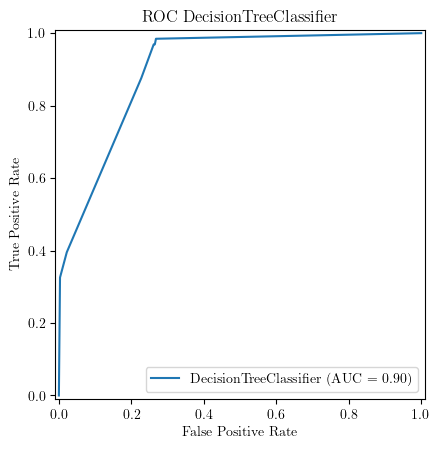 ROC DecisionTreeClassifier
True Positive Rate
1.0
0.8
0.6
0.4
0.2
0.0
DecisionTreeClassifier (AUC = 0.90)
0.0 0.2 0.4 0.6 0.8 1.0
False Positive Rate